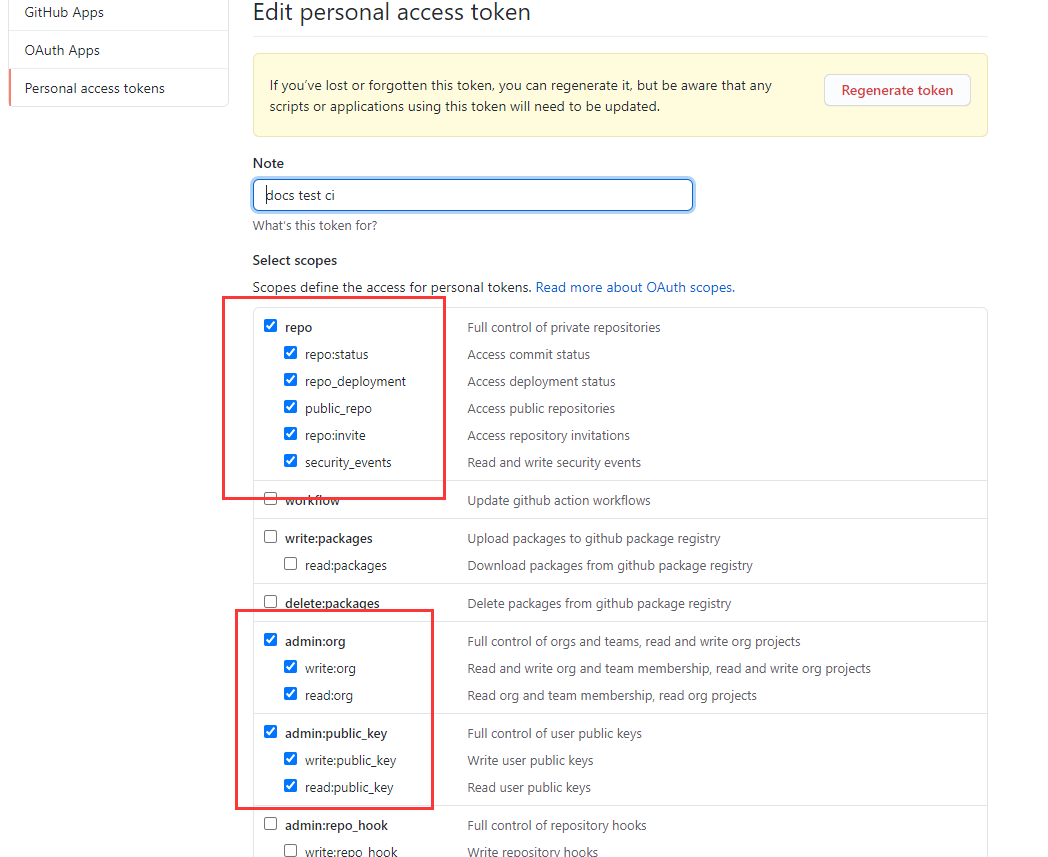 GitHub Apps
OAuth Apps
Personal access tokens
Edit personal access token
If you've lost or forgotten this token, you can regenerate it, but be aware that any
scripts or applications using this token will need to be updated.
Regenerate token
Note
docs test ci
What's this token for?
Select scopes
Scopes define the access for personal tokens. Read more about OAuth scopes.
repo Full control of private repositories
repo:status Access commit status
repo_deployment Access deployment status
public_repo Access public repositories
repo:invite Access repository invitations
security_events Read and write security events
workflow Update github action workflows
write:packages Upload packages to github package registry
read:packages Download packages from github package registry
delete:packages Delete packages from github package registry
admin:org Full control of orgs and teams, read and write org projects
write:org Read and write org and team membership, read and write org projects
read:org Read org and team membership, read org projects
admin:public_key Full control of user public keys
write:public_key Write user public keys
read:public_key Read user public keys
admin:repo_hook Full control of repository hooks
write:repo_hook Write repository hooks